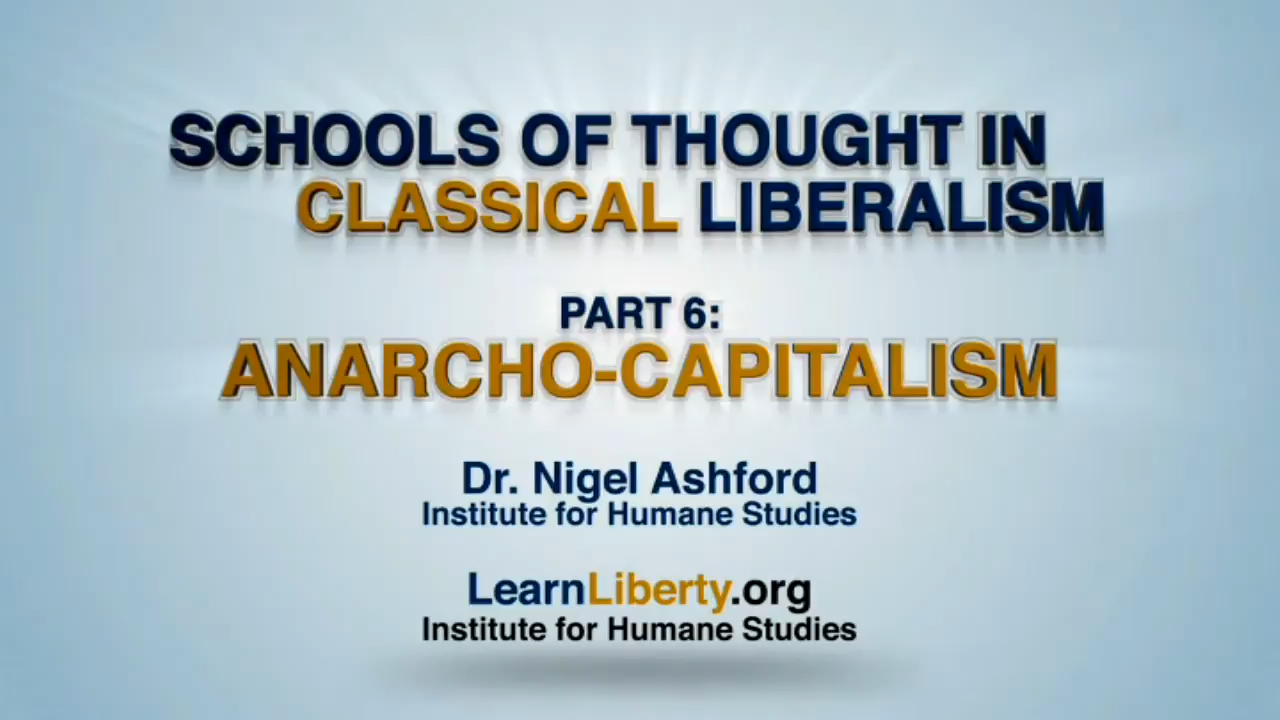 SCHOOLS OF THOUGHT IN
CLASSICAL LIBERALISM
PART 6:
ANARCHO-CAPITALISM
Dr. Nigel Ashford
Institute for Humane Studies
LearnLiberty.org
Institute for Humane Studies